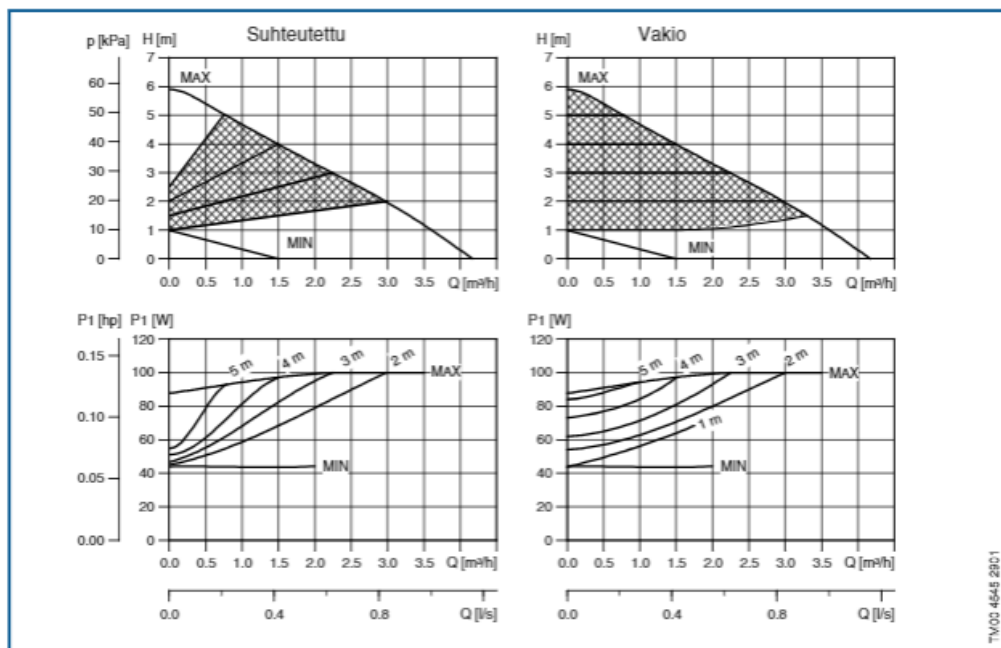 Suhteutettu
p [kPa] H [m]
7
MAX
60 6
50 5
40 4
30 3
20 2
10 1
MIN
0 0
0.0 0.5 1.0 1.5 2.0 2.5 3.0 3.5 Q [m³/h]
Vakio
H [m]
7
MAX
6
5
4
3
2
1
MIN
0
0.0 0.5 1.0 1.5 2.0 2.5 3.0 3.5 Q [m³/h]
P1 [hp] P1 [W]
120
0.15
5 m 4 m 3 m 2 m
100 MAX
0.10 80
60
0.05 40 MIN
20
0.00 0
0.0 0.5 1.0 1.5 2.0 2.5 3.0 3.5 Q [m³/h]
0.0 0.4 0.8 Q [l/s]
P1 [W]
120
5 m 4 m 3 m 2 m
100 MAX
80
1 m
60
40 MIN
20
0
0.0 0.5 1.0 1.5 2.0 2.5 3.0 3.5 Q [m³/h]
0.0 0.4 0.8 Q [l/s]
TM00 4645 2901